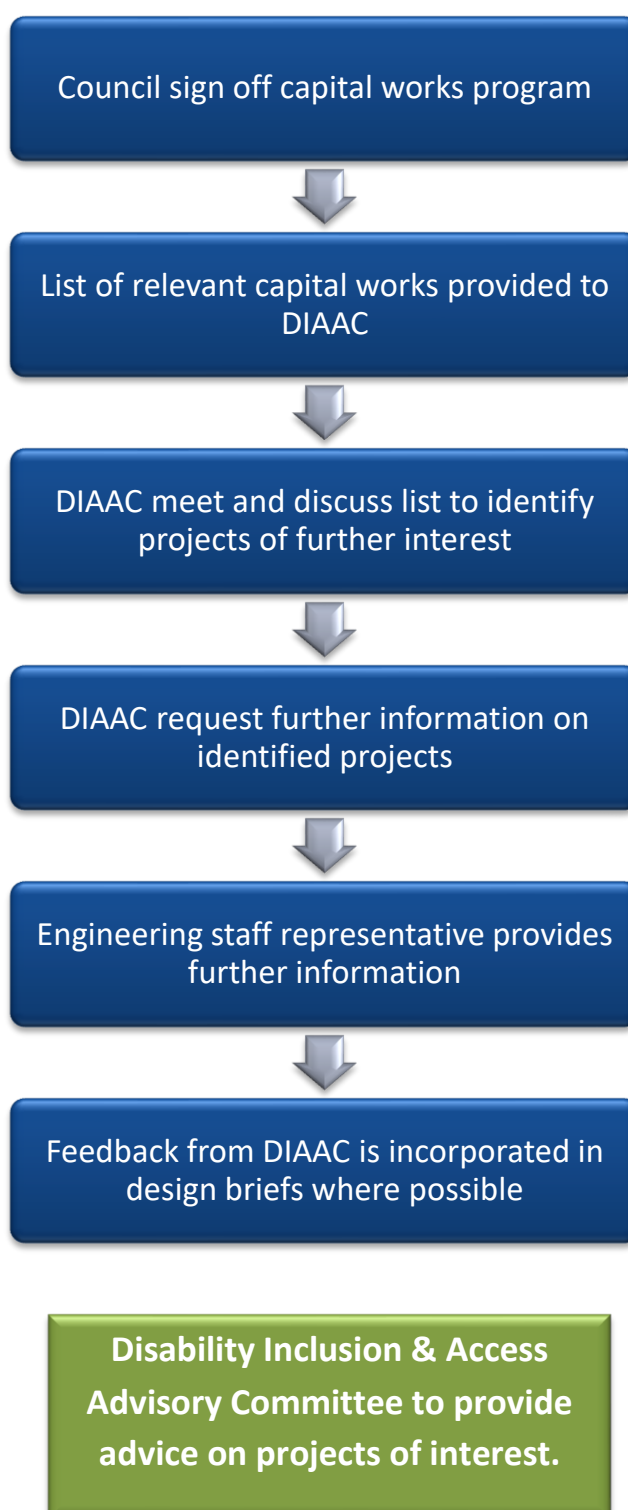 Council sign off capital works program
List of relevant capital works provided to
DIAAC
DIAAC meet and discuss list to identify
projects of further interest
DIAAC request further information on
identified projects
Engineering staff representative provides
further information
Feedback from DIAAC is incorporated in
design briefs where possible
Disability Inclusion & Access
Advisory Committee to provide
advice on projects of interest.